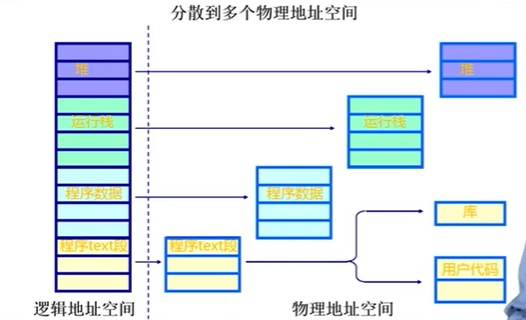 分散到多个物理地址空间
堆
堆
运行栈
运行栈
程序数据
程序数据
库
程序text段
程序text段
用户代码
逻辑地址空间
物理地址空间